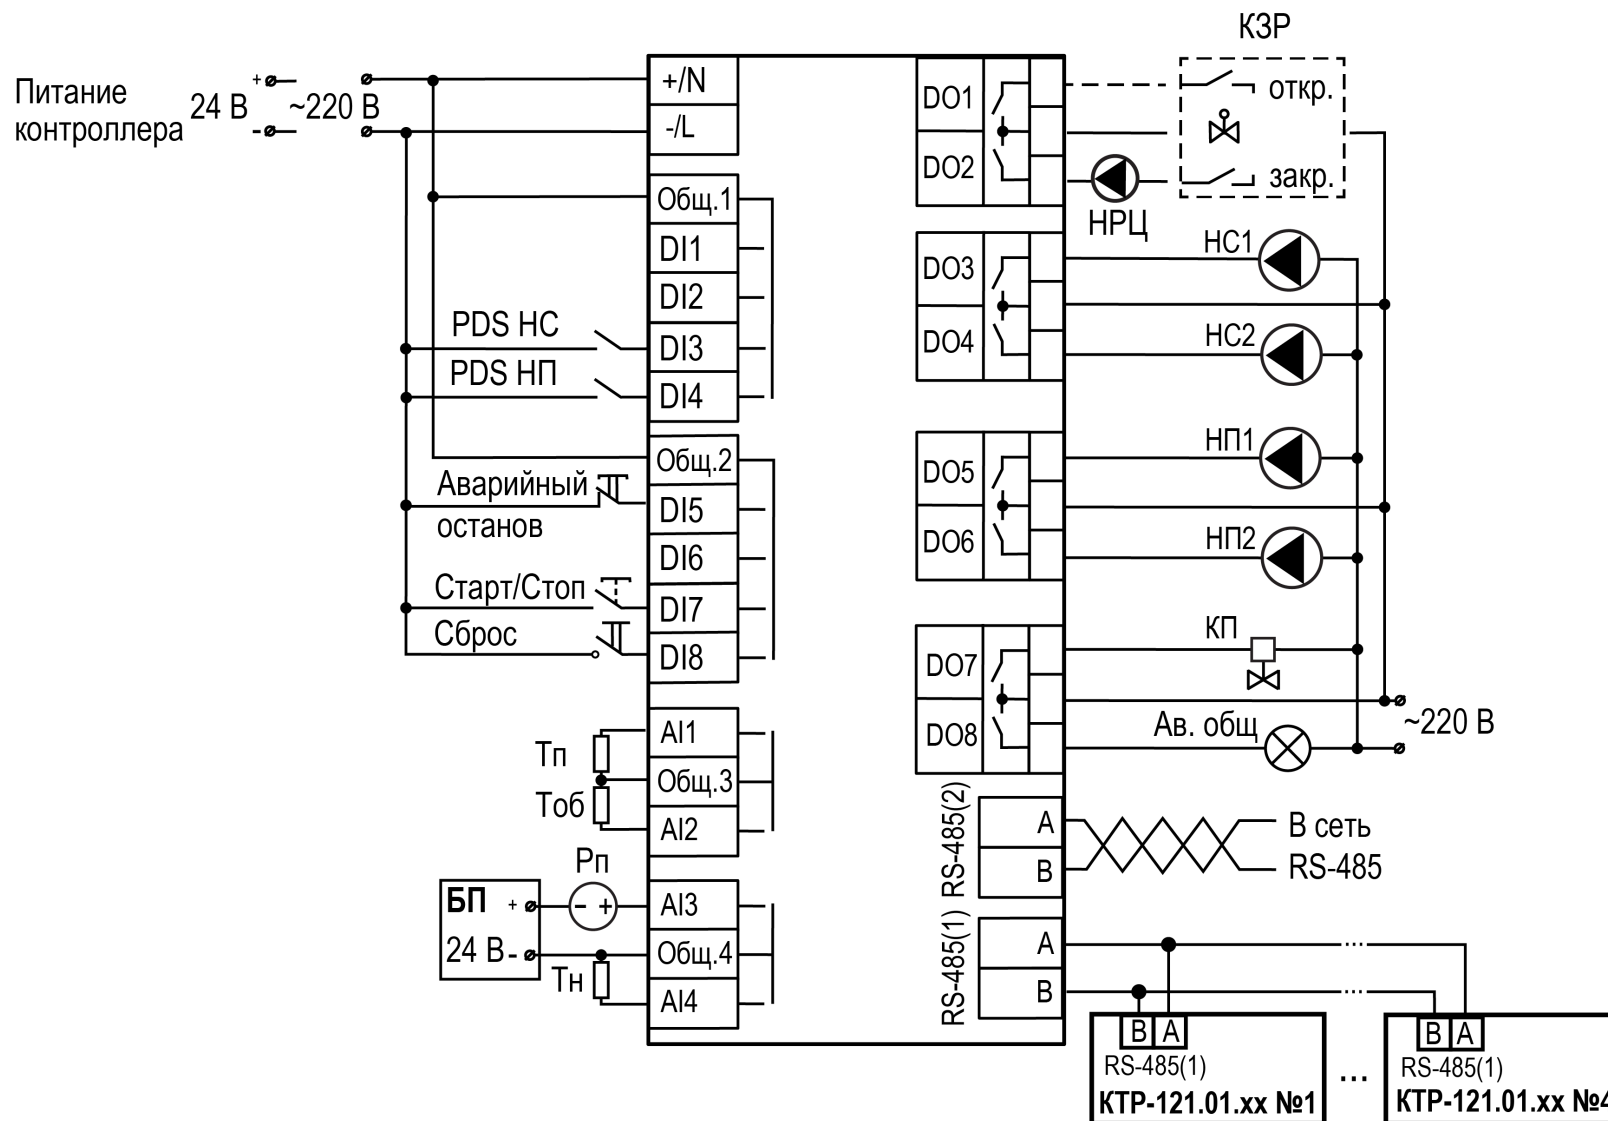 КЗР
Питание
контроллера
24 В
+
-
~220 В
+/N
-/L
Общ.1
DI1
DI2
PDS НС
DI3
PDS НП
DI4
Общ.2
Аварийный
останов
DI5
DI6
Старт/Стоп
DI7
Сброс
DI8
Тп
AI1
Общ.3
Тоб
AI2
Рп
БП
+
- +
AI3
24 В -
Общ.4
Тн
AI4
DO1
откр.
DO2
закр.
НРЦ
DO3
НС1
DO4
НС2
DO5
НП1
DO6
НП2
DO7
КП
DO8
Ав. общ
~220 В
RS-485(2)
A
B
В сеть
RS-485
RS-485(1)
A
B
B A
RS-485(1)
КТР-121.01.хх №1
...
...
...
B A
RS-485(1)
КТР-121.01.хх №4